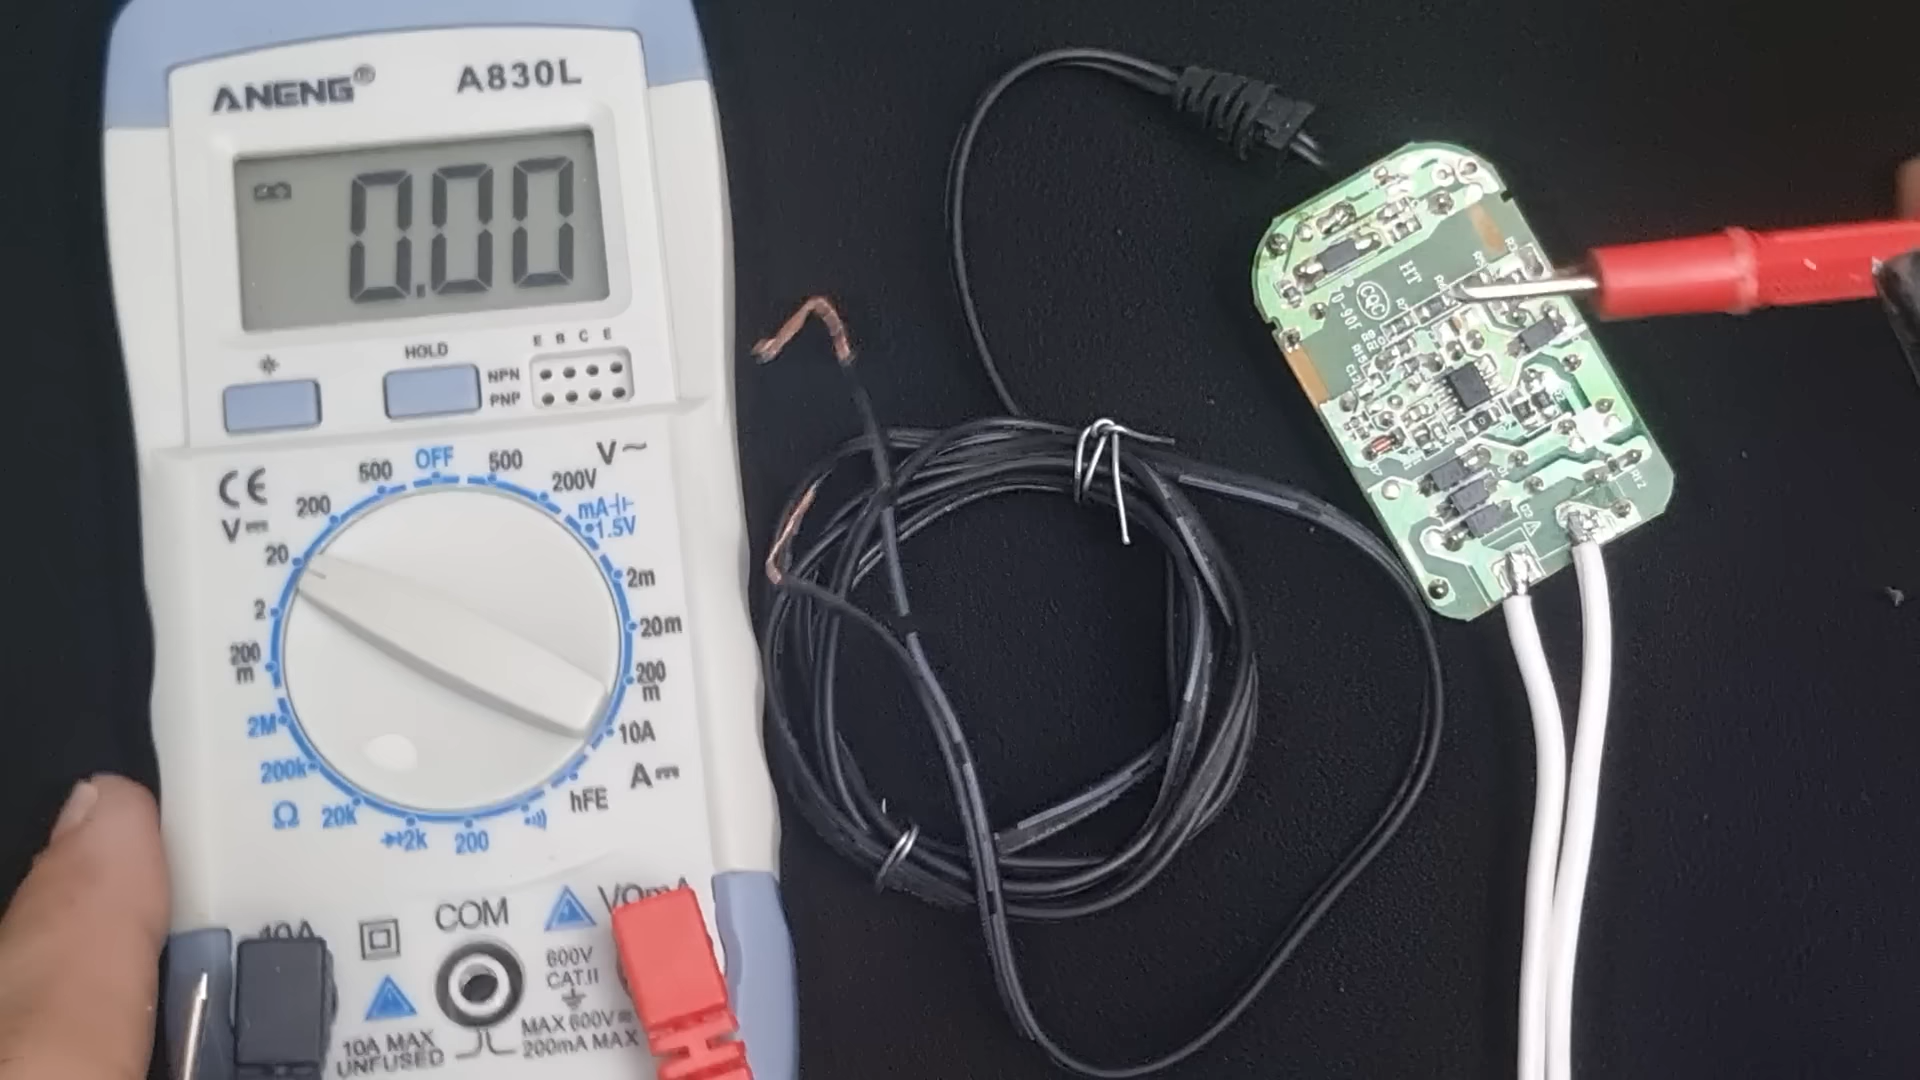 ANENG®
A830L
0.00
HOLD
E B C E
NPN
PNP
CE
OFF
500
500
V~
200
200V
V
mA
1.5V
20
2m
2
20m
200
m
200
m
2M
10A
200k
A
hFE
Ω
20k
2k
200
10A
COM
VΩmA
600V
CAT.II
MAX 600V
200mA MAX
10A MAX
UNFUSED
HT
CQC